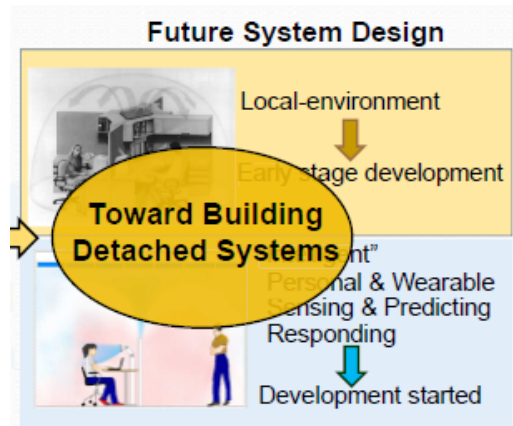 Future System Design
Local-environment
Early stage development
Toward Building
Detached Systems
Personal & Wearable
Sensing & Predicting
Responding
Development started